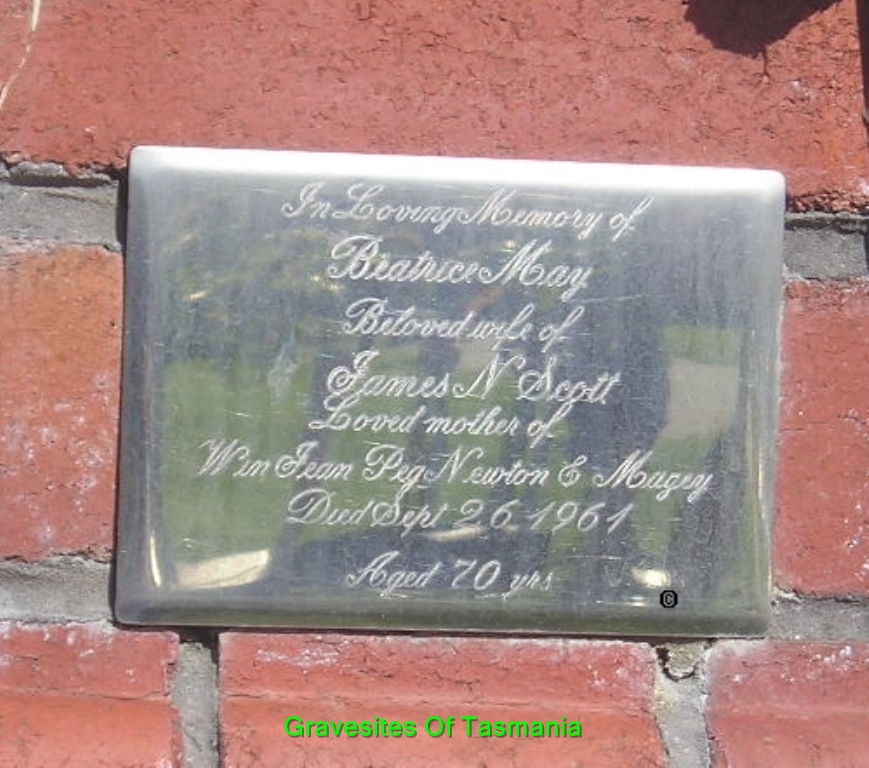 In Loving Memory of
Beatrice May
Beloved wife of
James N Scott
Loved mother of
Win Jean Peg Newton & Mugsy
Died Sept 26 1961
Aged 70 yrs
©
Gravesites Of Tasmania